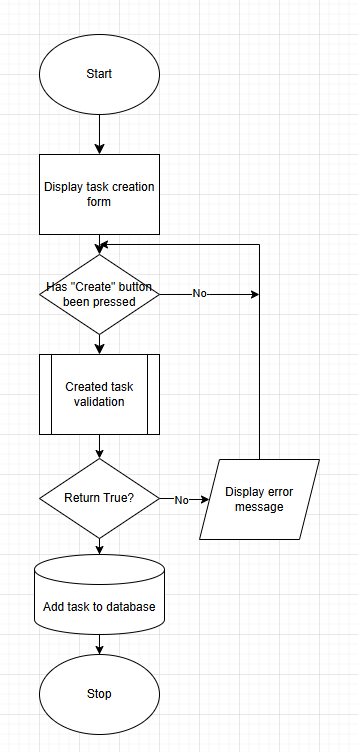 Start
Display task creation
form
Has "Create" button
been pressed
No
Created task
validation
Return True?
No
Display error
message
Add task to database
Stop